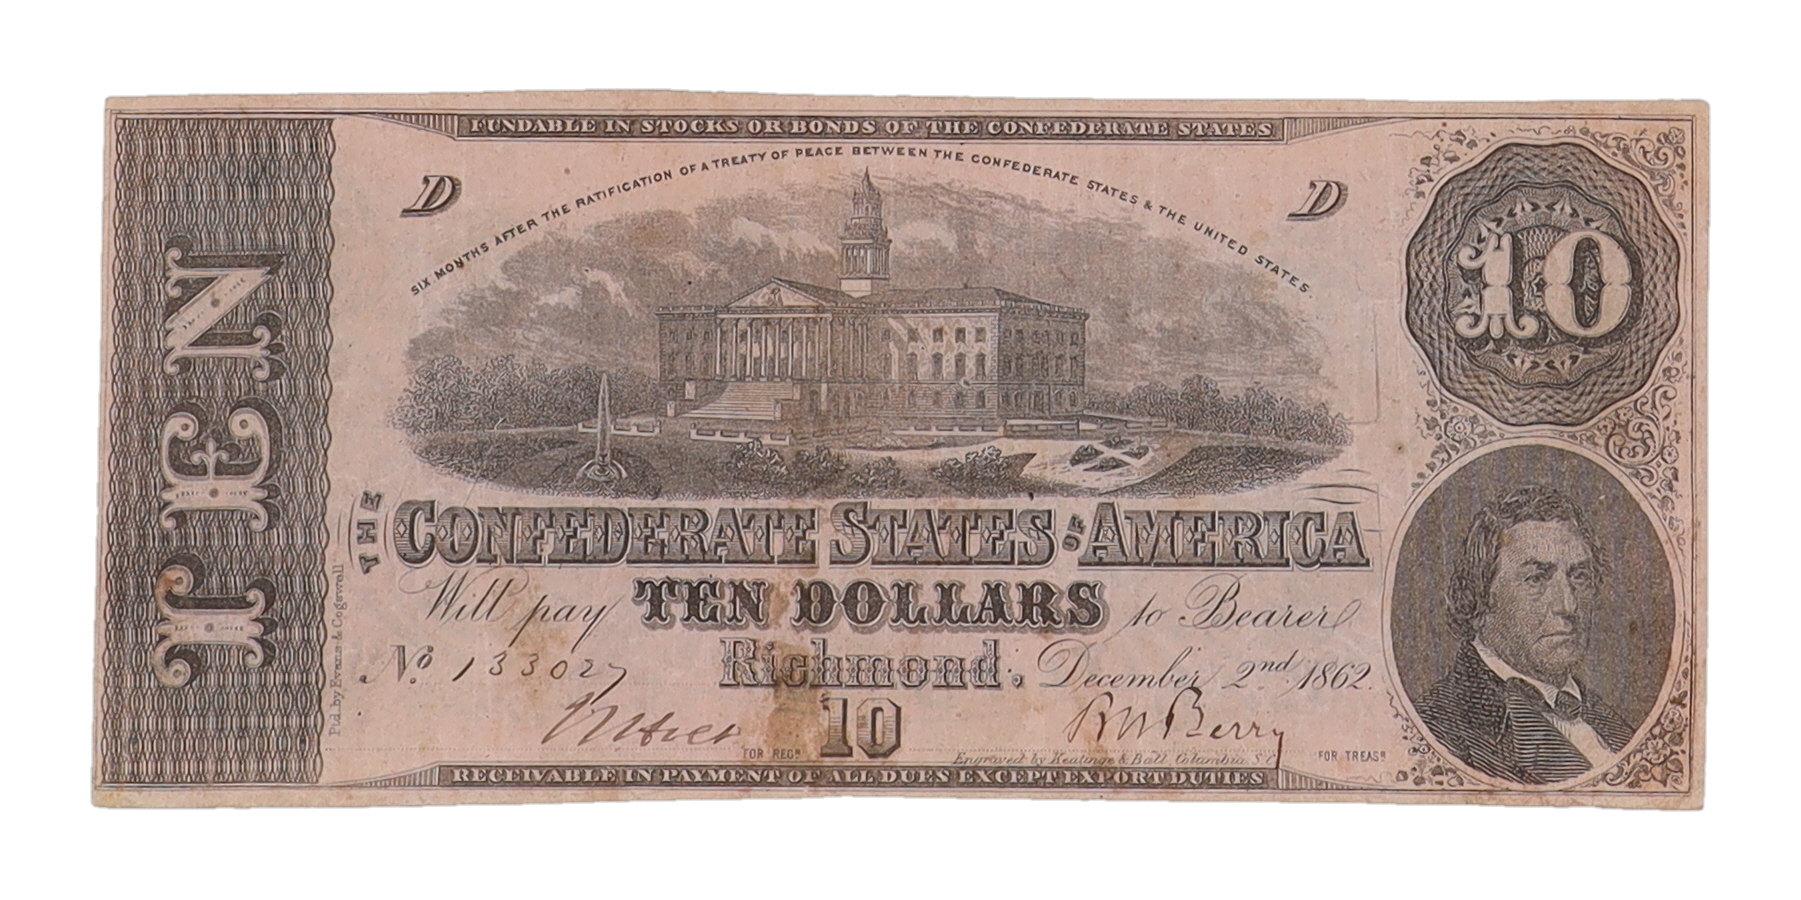 FUNDABLE IN STOCKS OR BONDS OF THE CONFEDERATE STATES
SIX MONTHS AFTER THE RATIFICATION OF A TREATY OF PEACE BETWEEN THE CONFEDERATE STATES & THE UNITED STATES.
D
D
TEN
10
THE CONFEDERATE STATES OF AMERICA
Will pay TEN DOLLARS to Bearer
No 133027 Richmond, December 2nd 1862.
10
R W Berry
FOR REGR
FOR TREASR
Engraved by Keatinge & Ball, Columbia S.C.
Ptd by Evans & Cogswell
RECEIVABLE IN PAYMENT OF ALL DUES EXCEPT EXPORT DUTIES